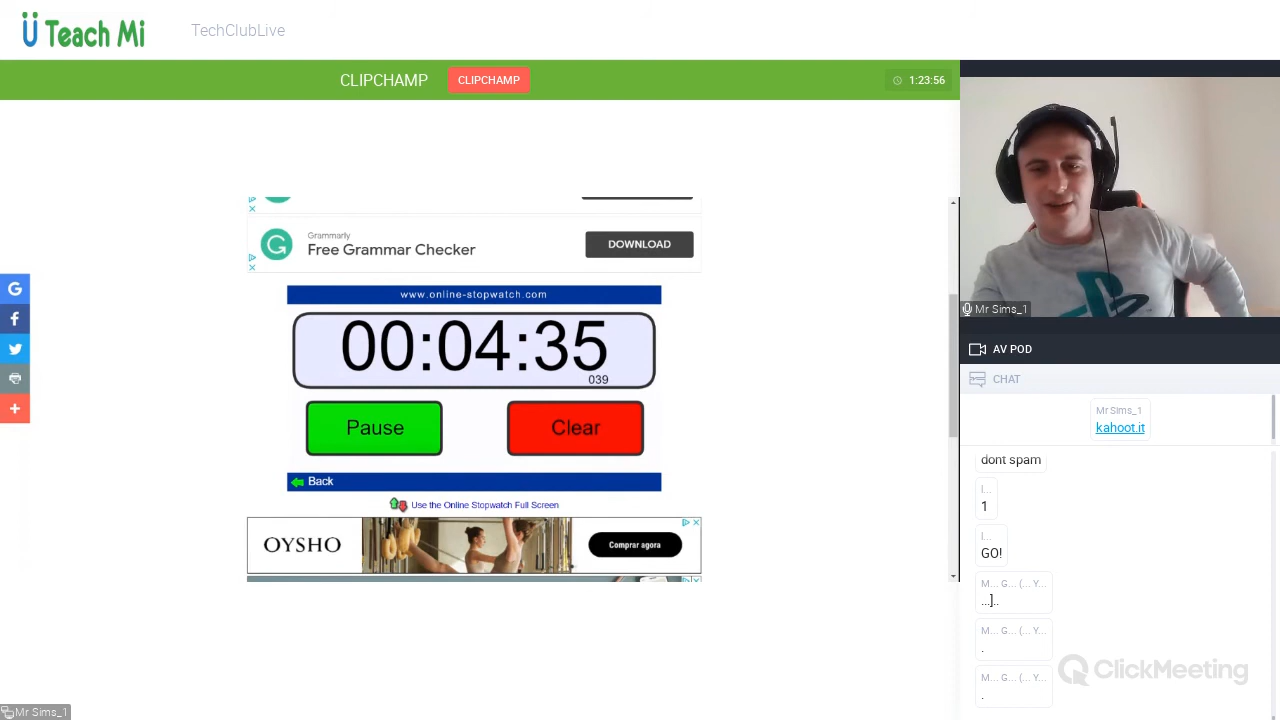 Ü Teach Mi
TechClubLive
CLIPCHAMP
CLIPCHAMP
1:23:56
Grammarly
Free Grammar Checker
DOWNLOAD
www.online-stopwatch.com
00:04:35
039
Pause
Clear
Back
Use the Online Stopwatch Full Screen
OYSHO
Comprar agora
Mr Sims_1
Mr Sims_1
AV POD
CHAT
Mr Sims_1
kahoot.it
dont spam
I...
1
I...
GO!
M... G... (... Y...
...]..
M... G... (... Y...
.
M... G... (... Y...
.
ClickMeeting